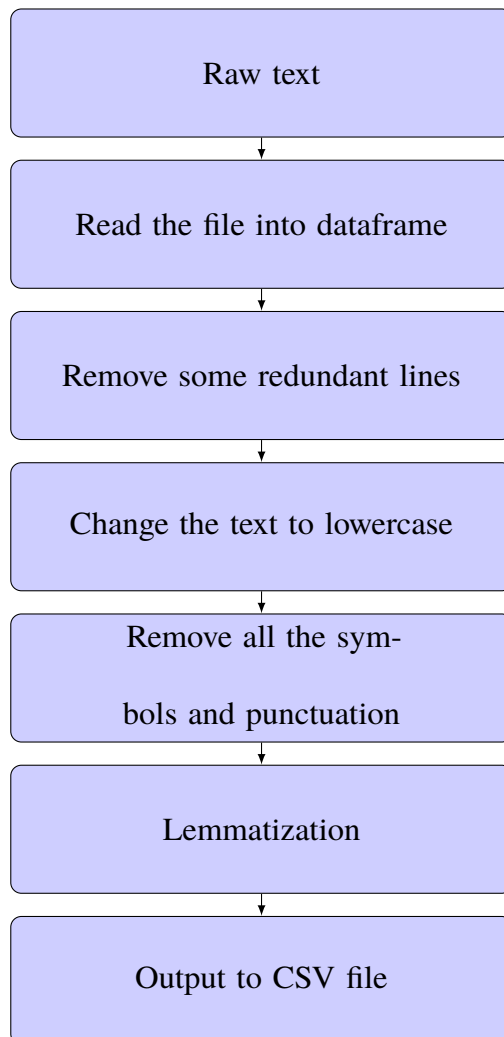 Raw text
Read the file into dataframe
Remove some redundant lines
Change the text to lowercase
Remove all the sym-
bols and punctuation
Lemmatization
Output to CSV file